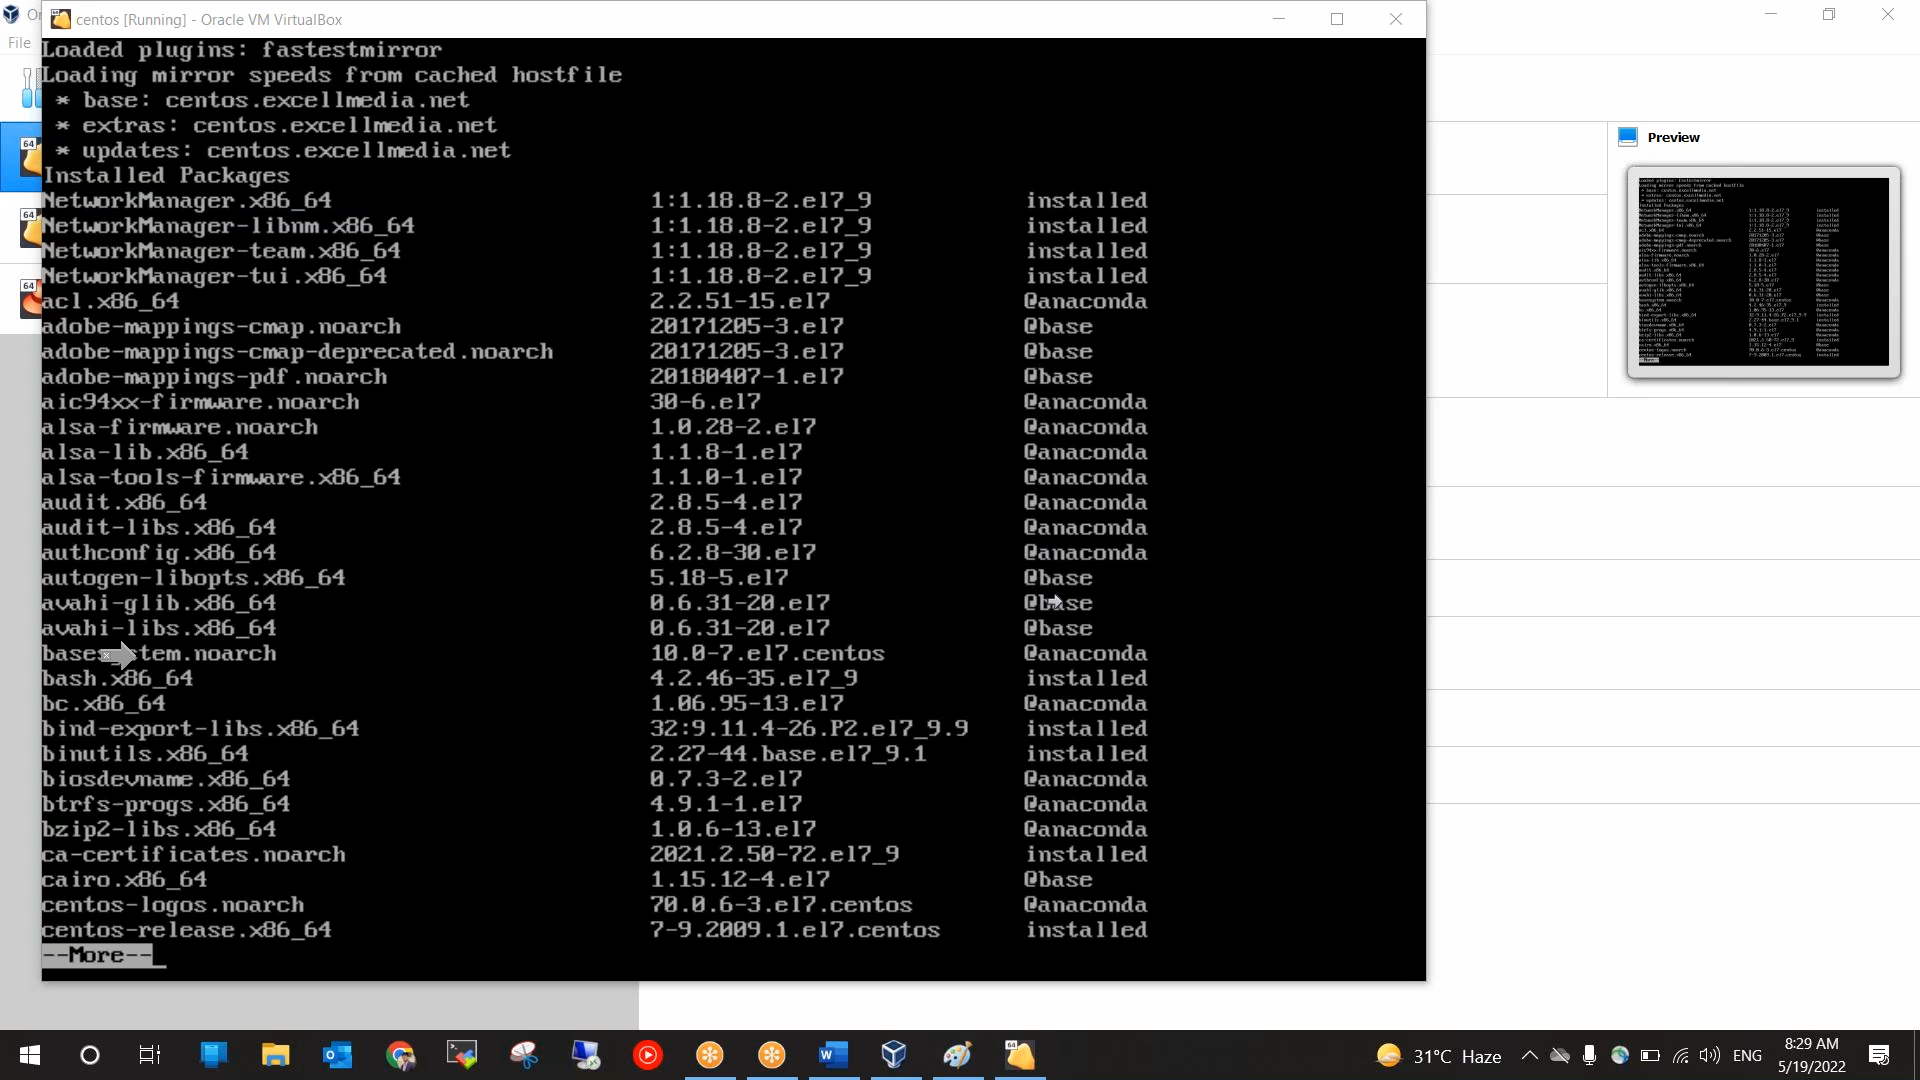 centos [Running] - Oracle VM VirtualBox
File
Loaded plugins: fastestmirror
Loading mirror speeds from cached hostfile
* base: centos.excellmedia.net
* extras: centos.excellmedia.net
* updates: centos.excellmedia.net
Installed Packages
NetworkManager.x86_64 1:1.18.8-2.el7_9 installed
NetworkManager-libnm.x86_64 1:1.18.8-2.el7_9 installed
NetworkManager-team.x86_64 1:1.18.8-2.el7_9 installed
NetworkManager-tui.x86_64 1:1.18.8-2.el7_9 installed
acl.x86_64 2.2.51-15.el7 @anaconda
adobe-mappings-cmap.noarch 20171205-3.el7 @base
adobe-mappings-cmap-deprecated.noarch 20171205-3.el7 @base
adobe-mappings-pdf.noarch 20180407-1.el7 @base
aic94xx-firmware.noarch 30-6.el7 @anaconda
alsa-firmware.noarch 1.0.28-2.el7 @anaconda
alsa-lib.x86_64 1.1.8-1.el7 @anaconda
alsa-tools-firmware.x86_64 1.1.0-1.el7 @anaconda
audit.x86_64 2.8.5-4.el7 @anaconda
audit-libs.x86_64 2.8.5-4.el7 @anaconda
authconfig.x86_64 6.2.8-30.el7 @anaconda
autogen-libopts.x86_64 5.18-5.el7 @base
avahi-glib.x86_64 0.6.31-20.el7 @base
avahi-libs.x86_64 0.6.31-20.el7 @base
basesystem.noarch 10.0-7.el7.centos @anaconda
bash.x86_64 4.2.46-35.el7_9 installed
bc.x86_64 1.06.95-13.el7 @anaconda
bind-export-libs.x86_64 32:9.11.4-26.P2.el7_9.9 installed
binutils.x86_64 2.27-44.base.el7_9.1 installed
biosdevname.x86_64 0.7.3-2.el7 @anaconda
btrfs-progs.x86_64 4.9.1-1.el7 @anaconda
bzip2-libs.x86_64 1.0.6-13.el7 @anaconda
ca-certificates.noarch 2021.2.50-72.el7_9 installed
cairo.x86_64 1.15.12-4.el7 @base
centos-logos.noarch 70.0.6-3.el7.centos @anaconda
centos-release.x86_64 7-9.2009.1.el7.centos installed
--More--
Preview
31°C Haze
ENG
8:29 AM
5/19/2022